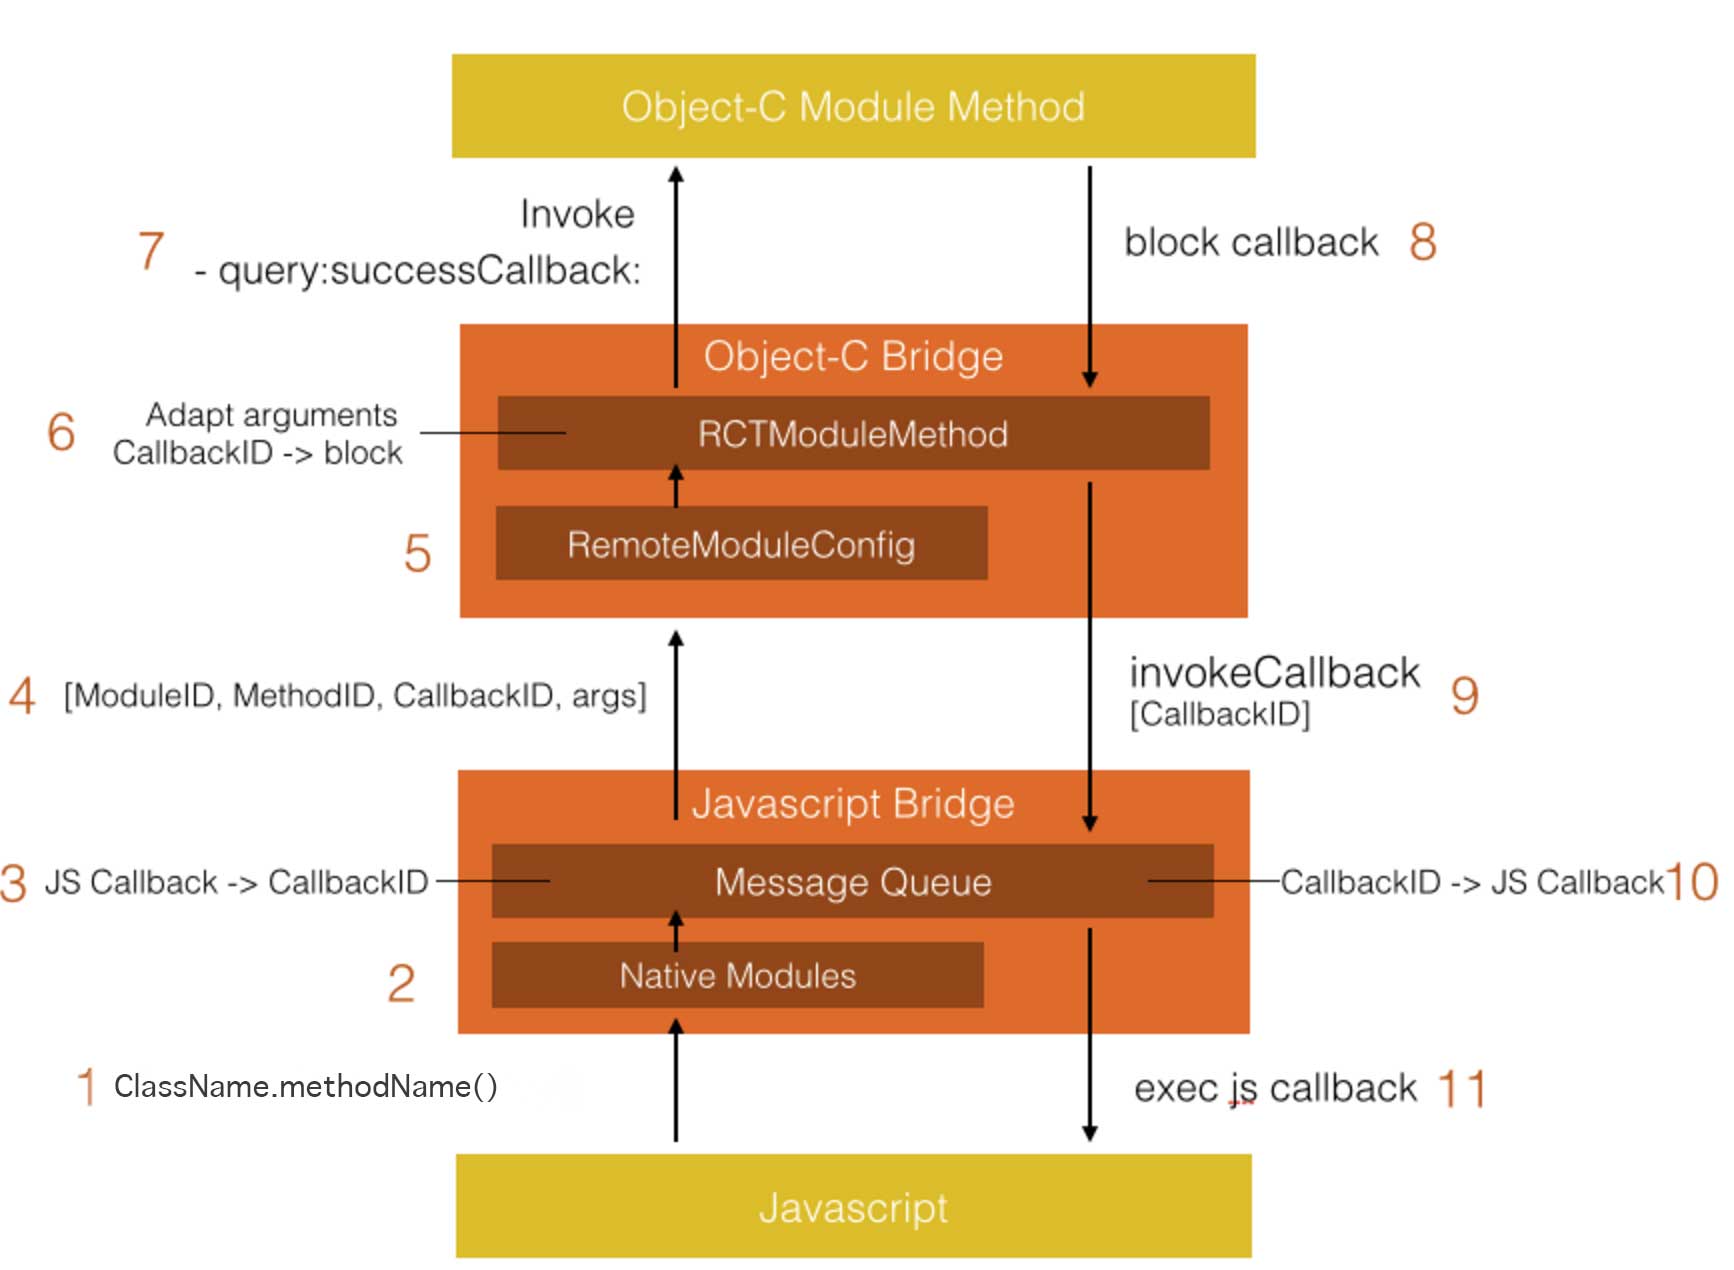 Object-C Module Method
Invoke
7 - query:successCallback:
block callback 8
Object-C Bridge
6 Adapt arguments
CallbackID -> block
RCTModuleMethod
5 RemoteModuleConfig
4 [ModuleID, MethodID, CallbackID, args]
invokeCallback 9
[CallbackID]
Javascript Bridge
3 JS Callback -> CallbackID
Message Queue
CallbackID -> JS Callback 10
2 Native Modules
1 ClassName.methodName()
exec js callback 11
Javascript